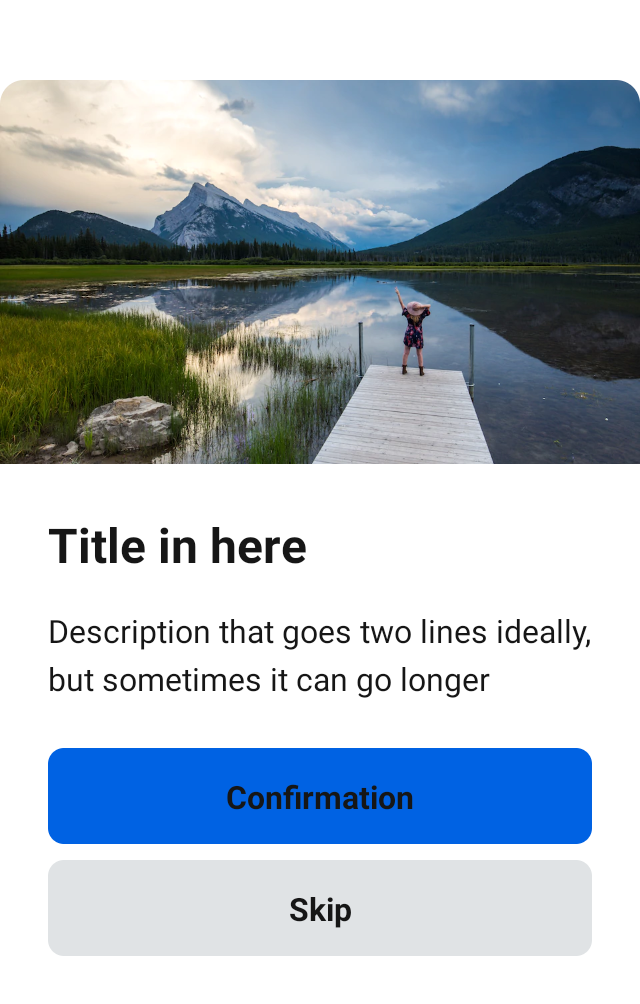 Title in here
Description that goes two lines ideally,
but sometimes it can go longer
Confirmation
Skip